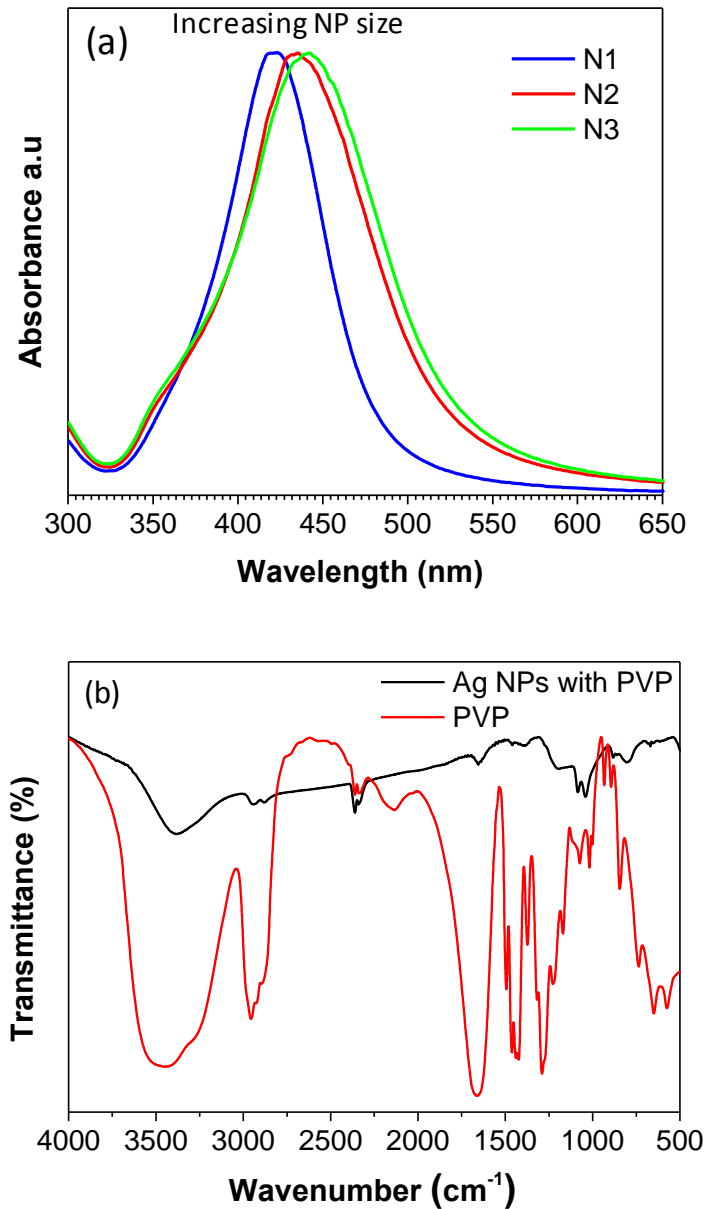 (a)
Increasing NP size
N1
N2
N3
Absorbance a.u
300 350 400 450 500 550 600 650
Wavelength (nm)
(b)
Ag NPs with PVP
PVP
Transmittance (%)
4000 3500 3000 2500 2000 1500 1000 500
Wavenumber (cm⁻¹)